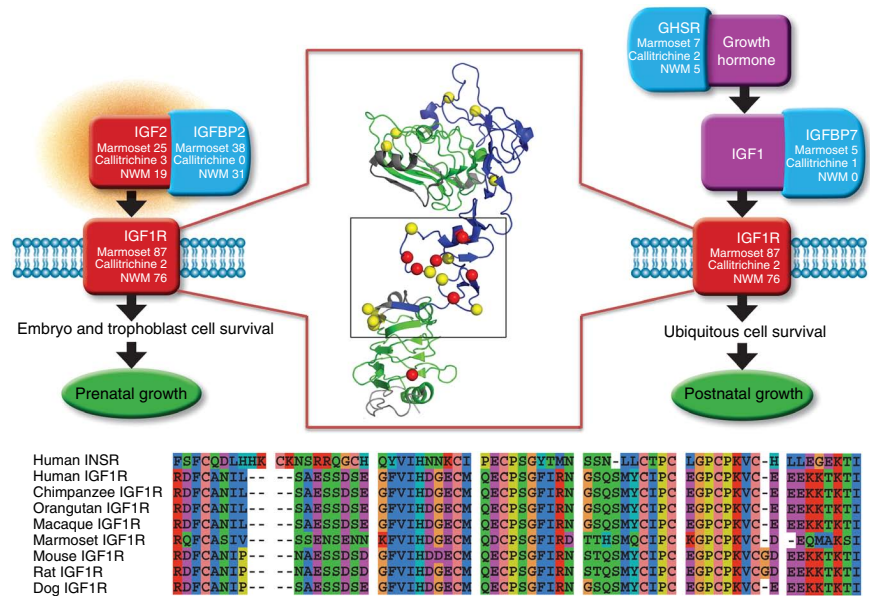 GHSR
Marmoset 7
Callitrichine 2
NWM 5
Growth
hormone
IGF2
Marmoset 25
Callitrichine 3
NWM 19
IGFBP2
Marmoset 38
Callitrichine 0
NWM 31
IGF1
IGFBP7
Marmoset 5
Callitrichine 1
NWM 0
IGF1R
Marmoset 87
Callitrichine 2
NWM 76
IGF1R
Marmoset 87
Callitrichine 2
NWM 76
Embryo and trophoblast cell survival
Ubiquitous cell survival
Prenatal growth
Postnatal growth
Human INSR FSFCQDLHHK CKNSRRQGCH QYVIHNNKCI PECPSGYTMN SSN-LLCTPC LGPCPKVC-H LLEGEKTI
Human IGF1R RDFCANIL-- --SAESSDSE GFVIHDGECM QECPSGFIRN GSQSMYCIPC EGPCPKVC-E EEKKTKTI
Chimpanzee IGF1R RDFCANIL-- --SAESSDSE GFVIHDGECM QECPSGFIRN GSQSMYCIPC EGPCPKVC-E EEKKTKTI
Orangutan IGF1R RDFCANIL-- --SAESSDSE GFVIHDGECM QECPSGFIRN GSQSMYCIPC EGPCPKVC-E EEKKTKTI
Macaque IGF1R RDFCANIL-- --SAESSDSE GFVIHDGECM QECPSGFIRN GSQSMYCIPC EGPCPKVC-E EEKKTKTI
Marmoset IGF1R RQFCASIV-- --SSENSENN KFVIHDGECM QDCPSGFIRD TTHSMQCIPC KGPCPKVC-D -EQMAKSI
Mouse IGF1R RDFCANIP-- --NAESSDSD GFVIHDDECM QECPSGFIRN STQSMYCIPC EGPCPKVCGD EEKKTKTI
Rat IGF1R RDFCANIP-- --NAESSDSD GFVIHDGECM QECPSGFIRN STQSMYCIPC EGPCPKVCGD EEKKTKTI
Dog IGF1R RDFCANIP-- --SAESSDSD GFVIHDGECM QECPSGFIRN GSQSMYCIPC EGPCPKVC-E EEKKTKTI